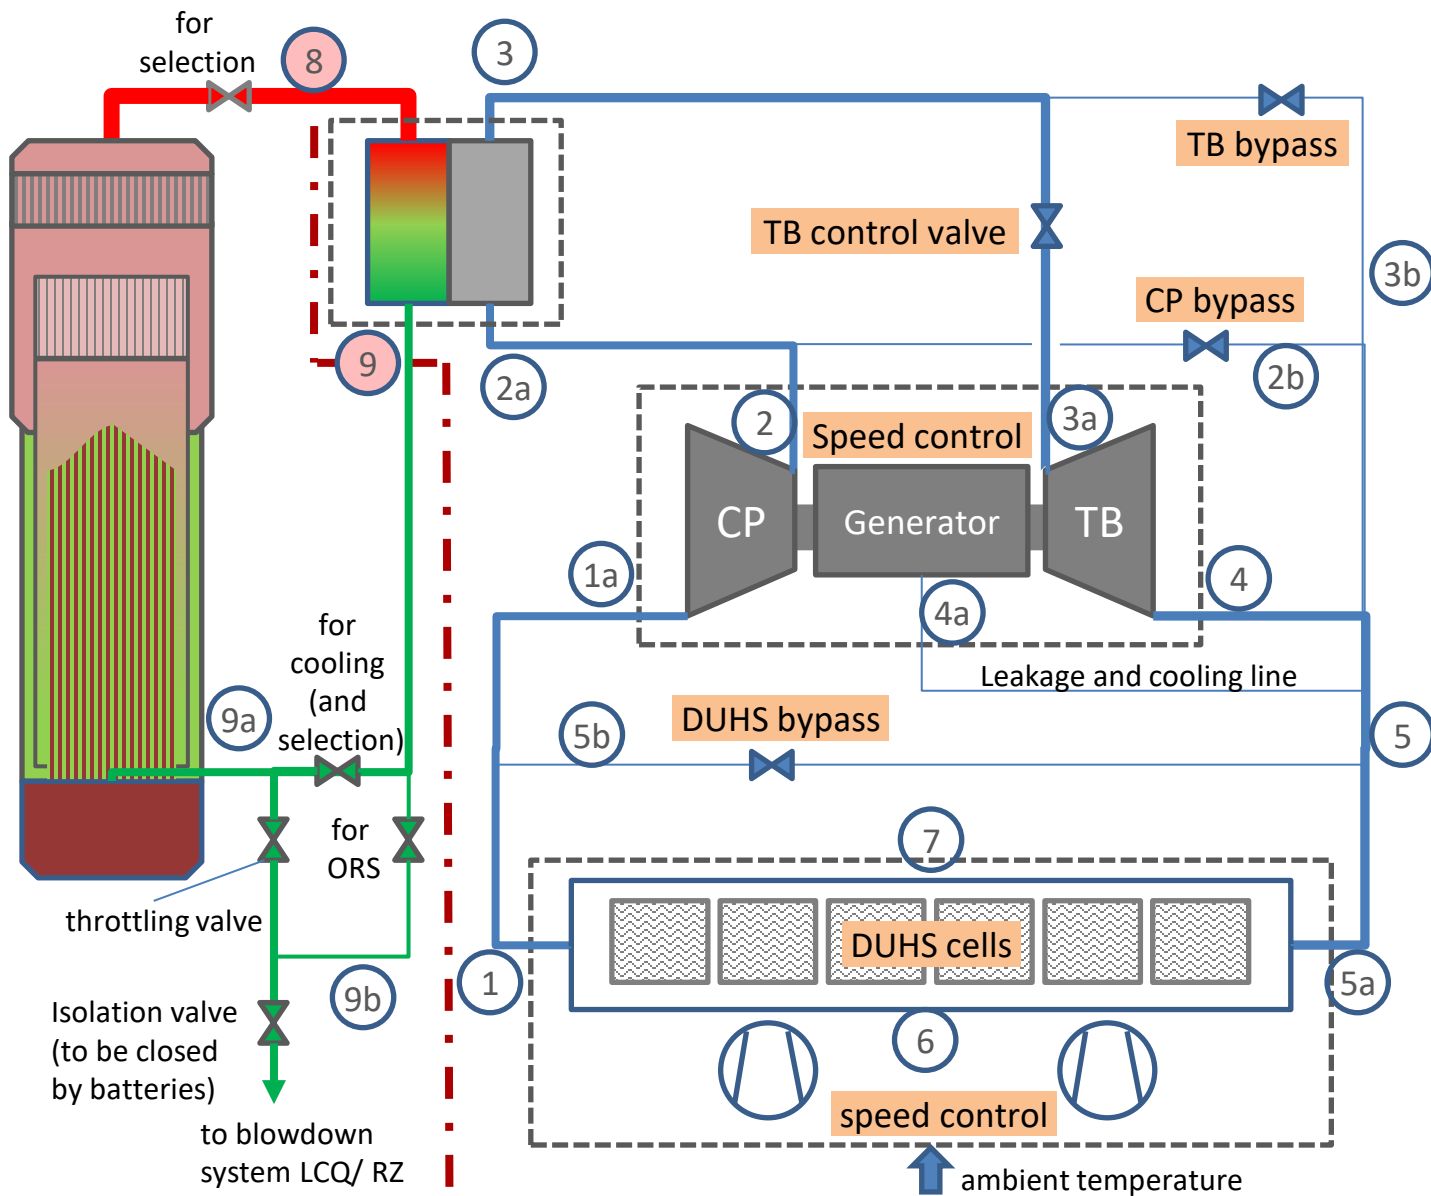 for
selection
8
3
TB bypass
TB control valve
3b
CP bypass
9
2a
2b
2
3a
Speed control
CP
Generator
TB
1a
4
4a
for
cooling
(and
selection)
Leakage and cooling line
9a
DUHS bypass
5b
5
for
ORS
7
throttling valve
DUHS cells
1
5a
9b
Isolation valve
(to be closed
by batteries)
6
speed control
to blowdown
system LCQ/ RZ
ambient temperature